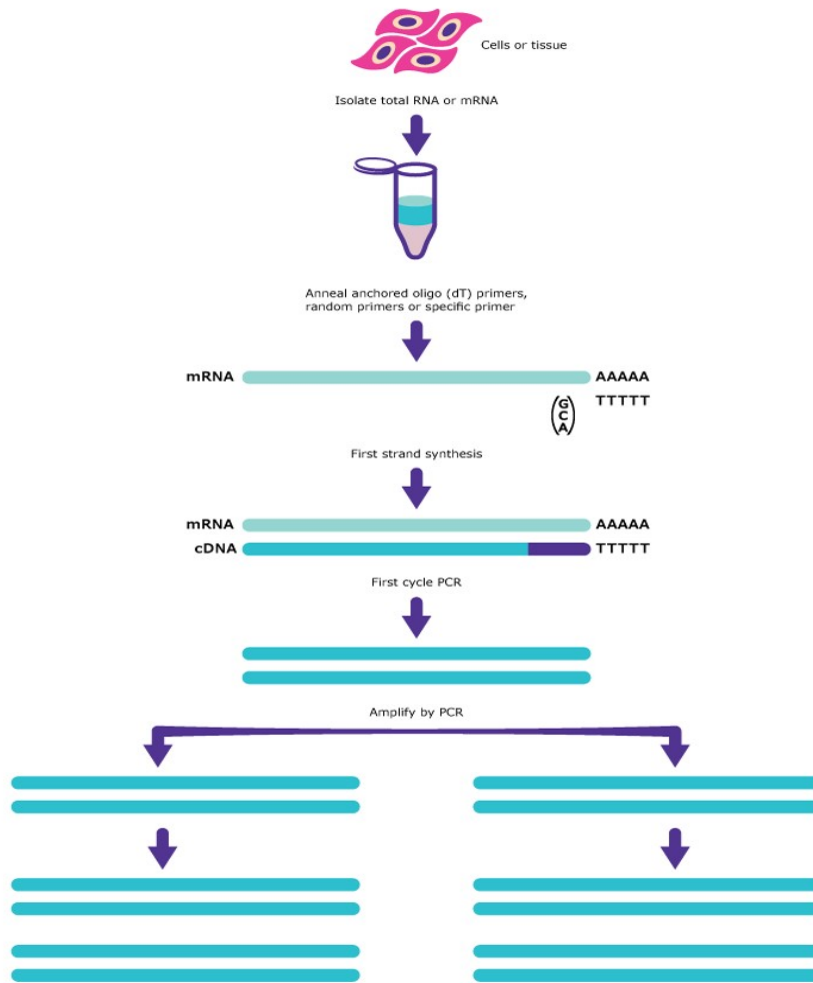 Cells or tissue
Isolate total RNA or mRNA
Anneal anchored oligo (dT) primers,
random primers or specific primer
mRNA AAAAA
TTTTT
(G
C
A)
First strand synthesis
mRNA AAAAA
cDNA TTTTT
First cycle PCR
Amplify by PCR